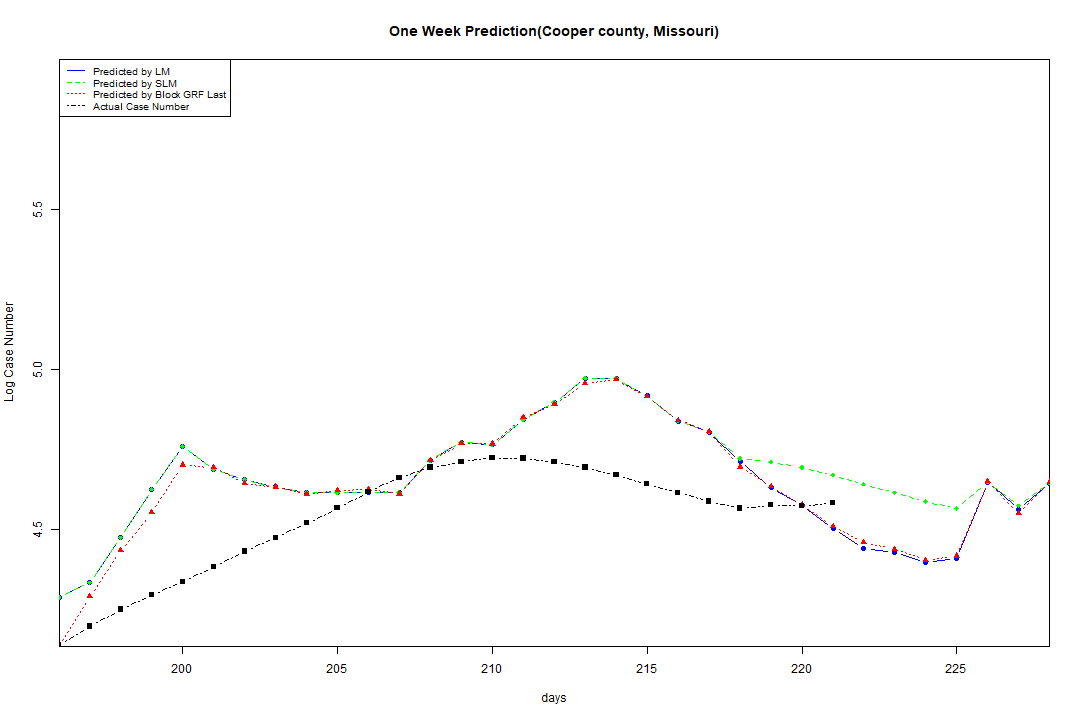 One Week Prediction(Cooper county, Missouri)
Predicted by LM
Predicted by SLM
Predicted by Block GRF Last
Actual Case Number
5.5
5.0
4.5
Log Case Number
200 205 210 215 220 225
days